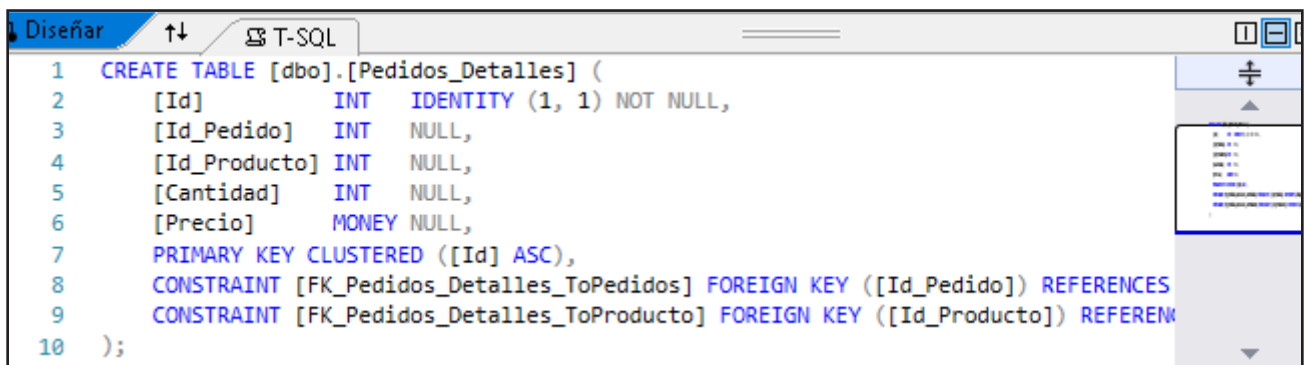 Diseñar T-SQL
1 CREATE TABLE [dbo].[Pedidos_Detalles] (
2 [Id] INT IDENTITY (1, 1) NOT NULL,
3 [Id_Pedido] INT NULL,
4 [Id_Producto] INT NULL,
5 [Cantidad] INT NULL,
6 [Precio] MONEY NULL,
7 PRIMARY KEY CLUSTERED ([Id] ASC),
8 CONSTRAINT [FK_Pedidos_Detalles_ToPedidos] FOREIGN KEY ([Id_Pedido]) REFERENCES
9 CONSTRAINT [FK_Pedidos_Detalles_ToProducto] FOREIGN KEY ([Id_Producto]) REFEREN
10 );